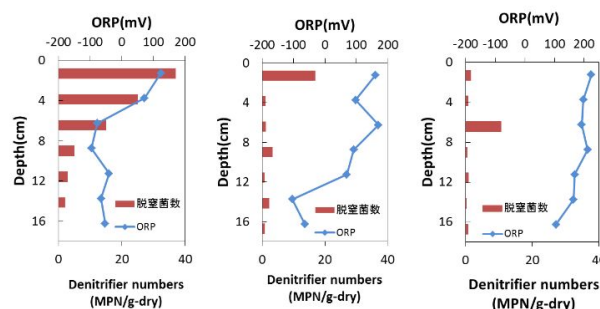 ORP(mV)
-200 -100 0 100 200
0
4
8
12
16
Depth(cm)
脱窒菌数
ORP
0 20 40
Denitrifier numbers
(MPN/g-dry)
ORP(mV)
-200 -100 0 100 200
0
4
8
12
16
Depth(cm)
脱窒菌数
ORP
0 20 40
Denitrifier numbers
(MPN/g-dry)
ORP(mV)
-200 -100 0 100 200
0
4
8
12
16
Depth(cm)
脱窒菌数
ORP
0 20 40
Denitrifier numbers
(MPN/g-dry)